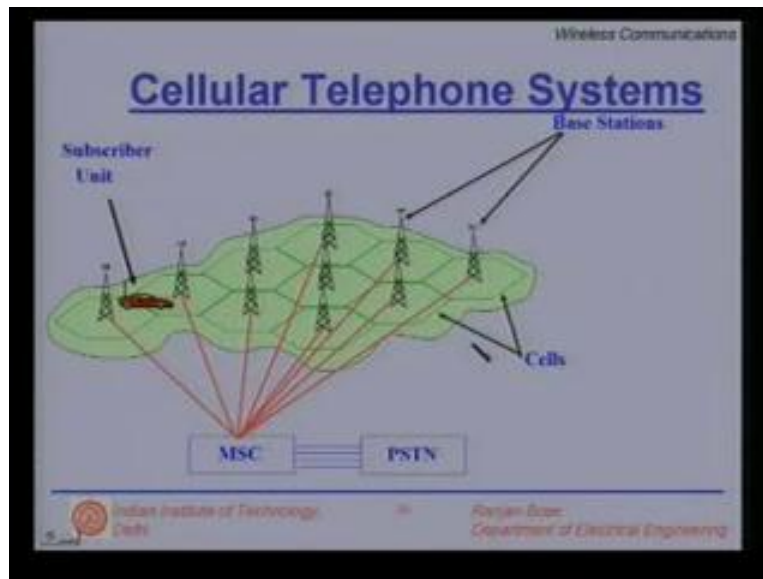 Wireless Communications
Cellular Telephone Systems
Base Stations
Subscriber
Unit
Cells
MSC
PSTN
Indian Institute of Technology,
Delhi
Ranjan Bose
Department of Electrical Engineering